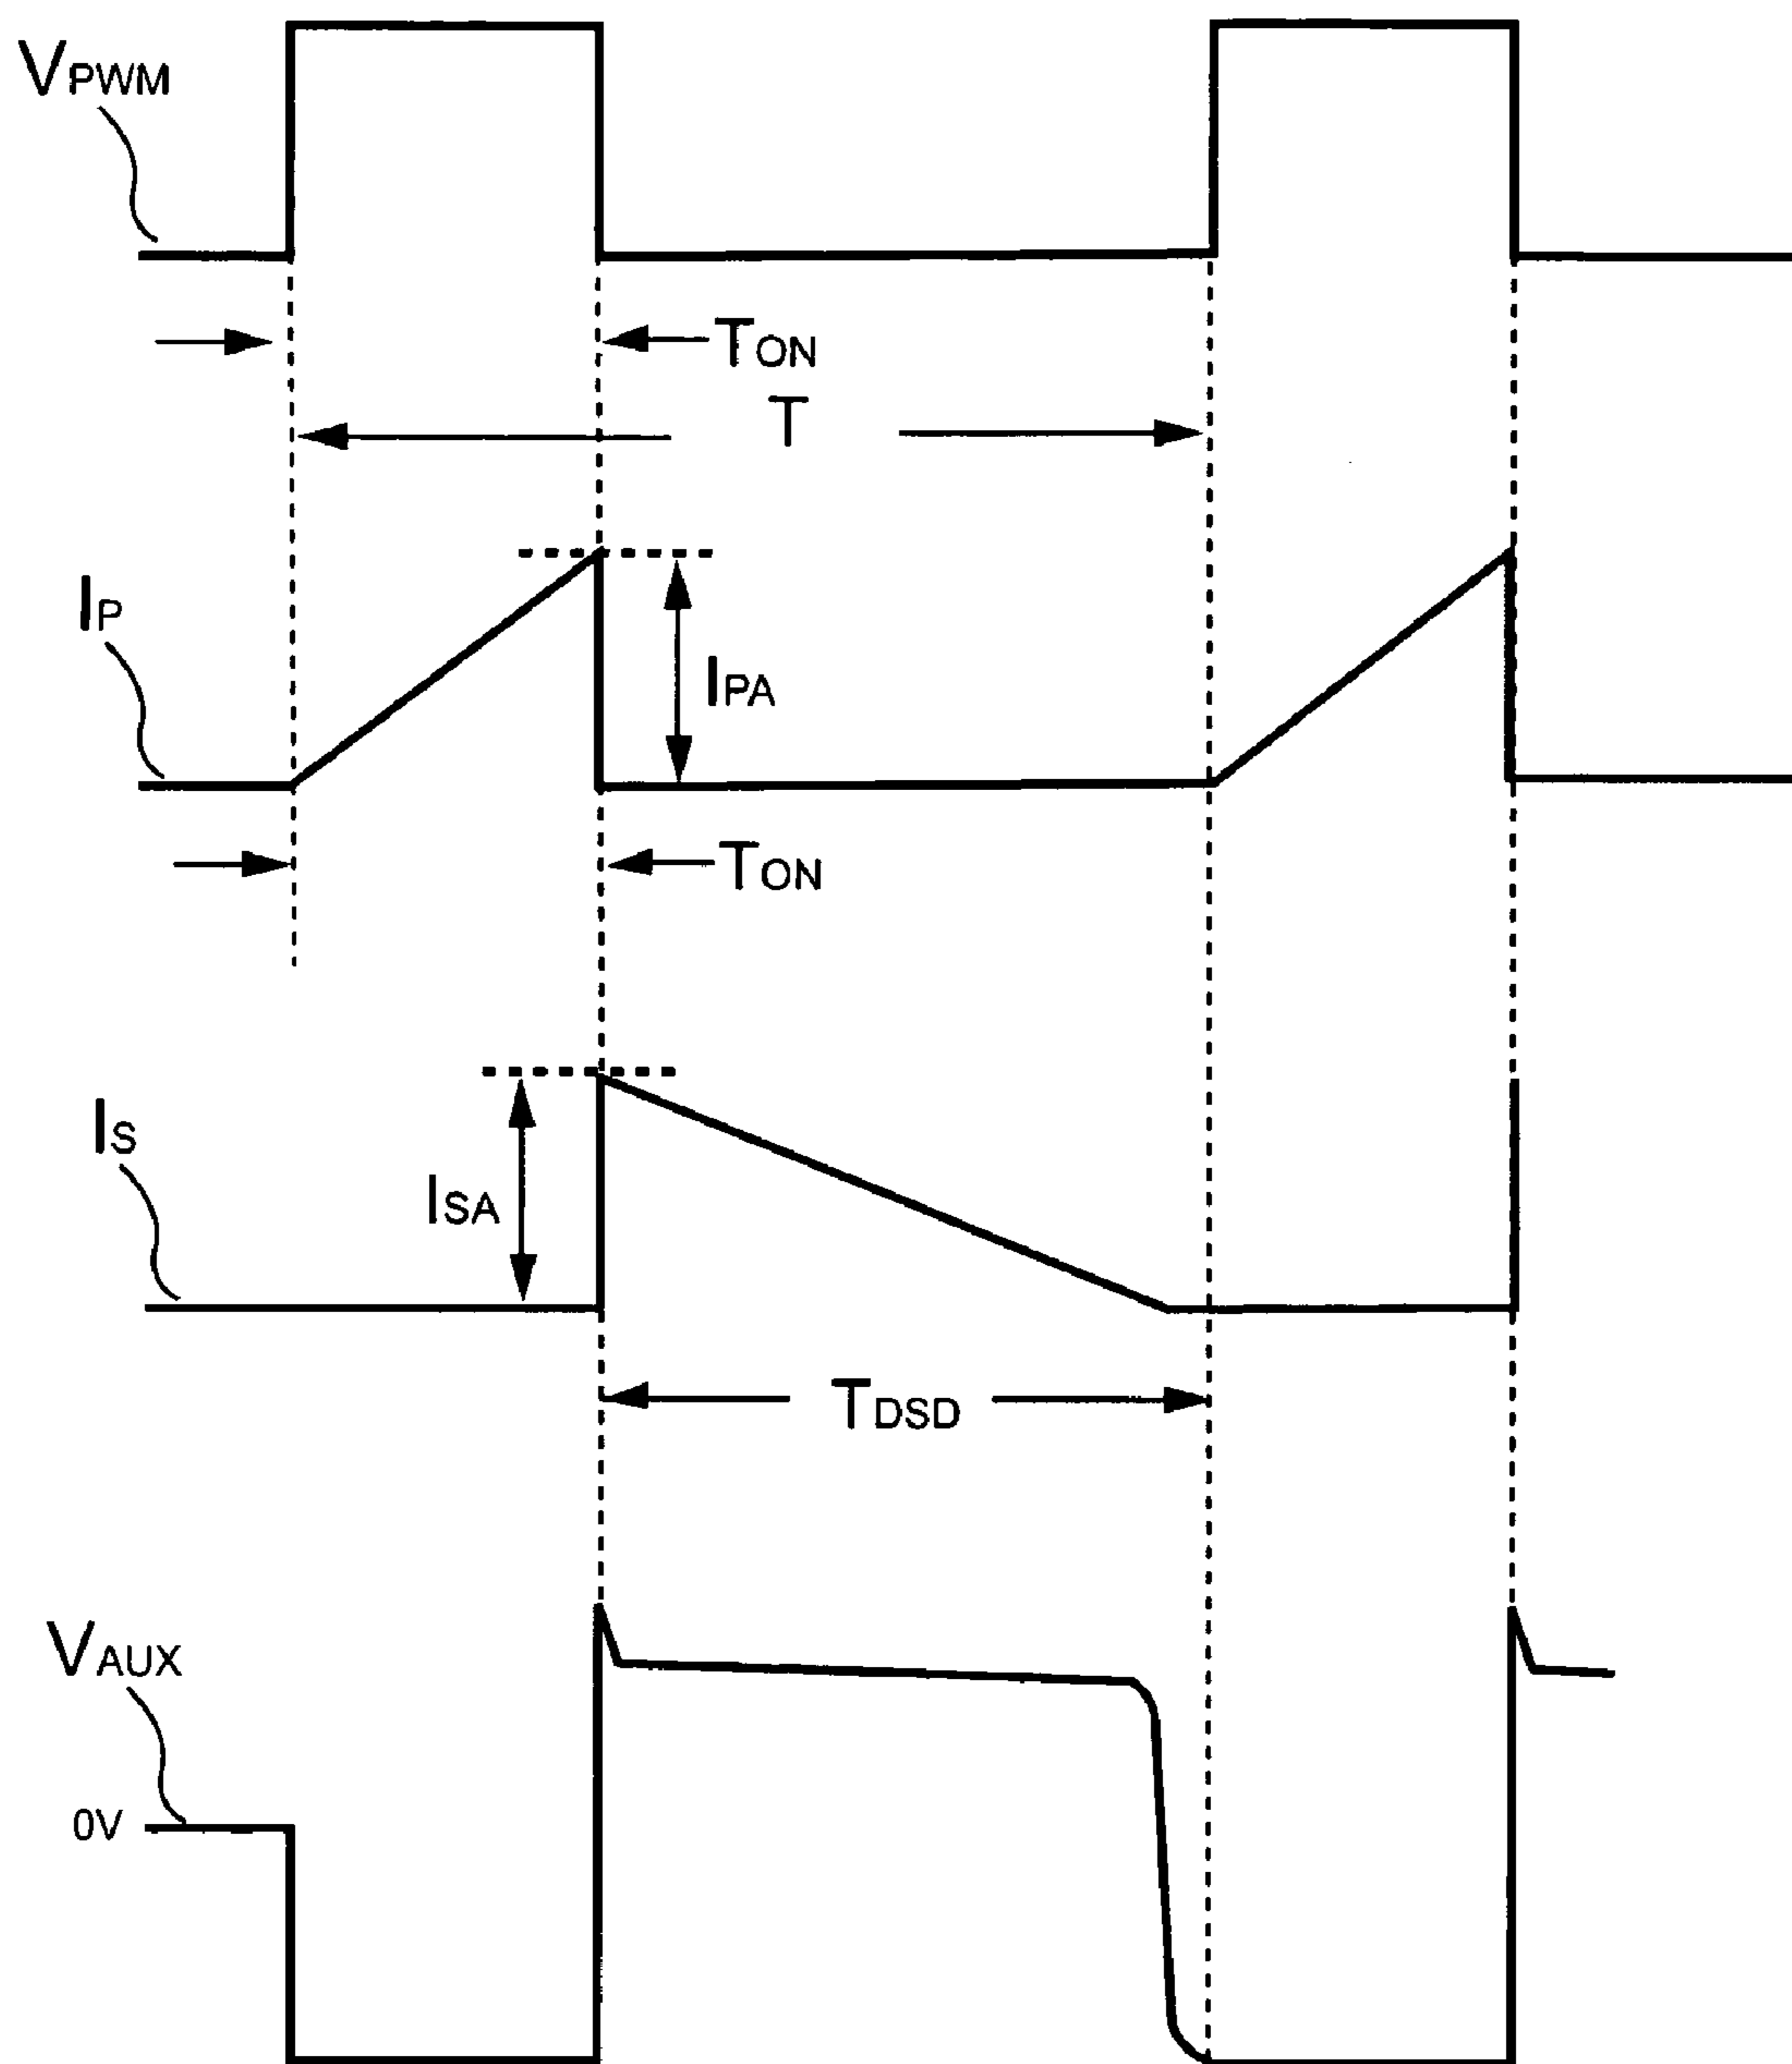 VPWM
TON
T
IP
IPA
TON
IS
ISA
TDSD
VAUX
0V